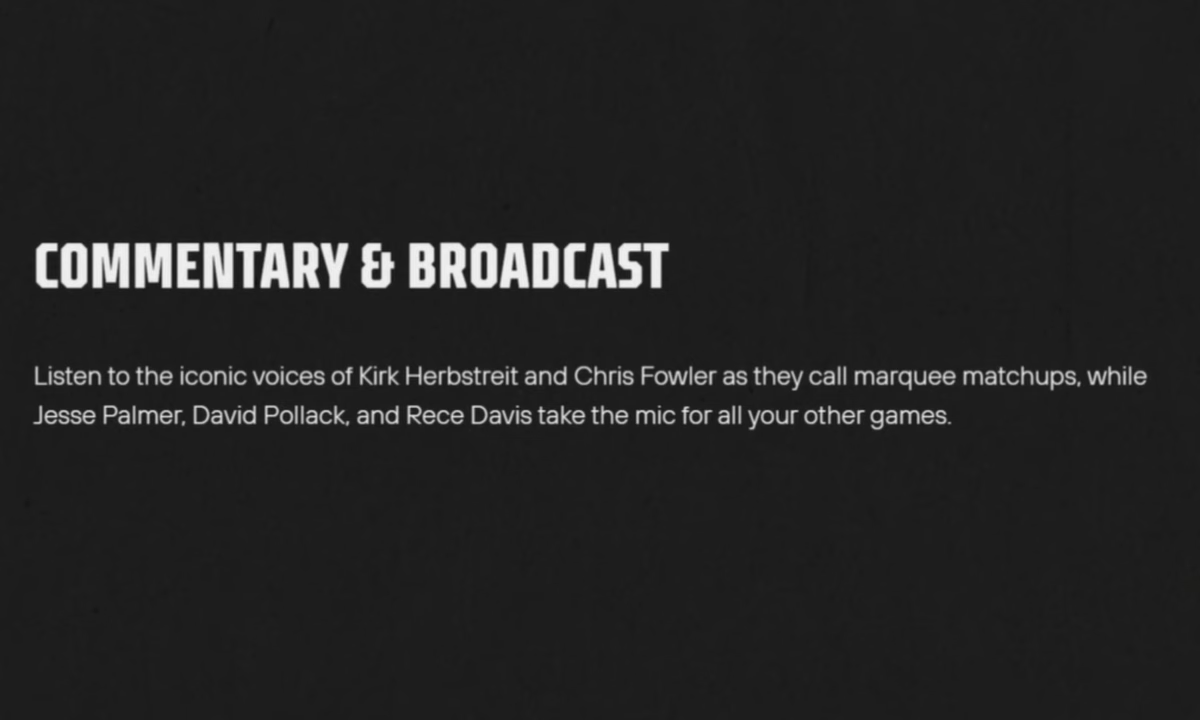 COMMENTARY & BROADCAST
Listen to the iconic voices of Kirk Herbstreit and Chris Fowler as they call marquee matchups, while
Jesse Palmer, David Pollack, and Rece Davis take the mic for all your other games.